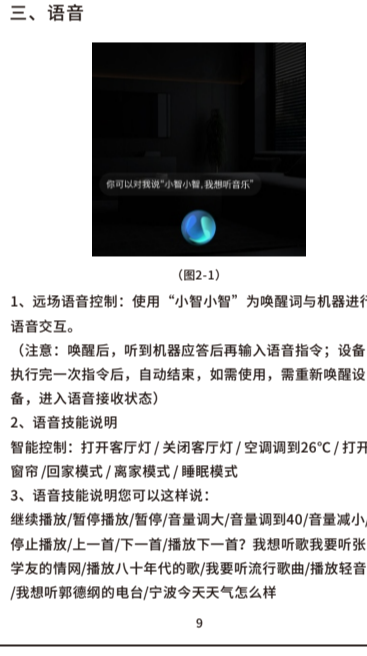 三、语音
你可以对我说“小智小智，我想听音乐”
（图2-1）
1、远场语音控制：使用“小智小智”为唤醒词与机器进行
语音交互。
（注意：唤醒后，听到机器应答后再输入语音指令；设备
执行完一次指令后，自动结束，如需使用，需重新唤醒设
备，进入语音接收状态）
2、语音技能说明
智能控制：打开客厅灯 / 关闭客厅灯 / 空调调到26℃ / 打开
窗帘 /回家模式 / 离家模式 / 睡眠模式
3、语音技能说明您可以这样说：
继续播放/暂停播放/暂停/音量调大/音量调到40/音量减小/
停止播放/上一首/下一首/播放下一首？我想听歌我要听张
学友的情网/播放八十年代的歌/我要听流行歌曲/播放轻音
/我想听郭德纲的电台/宁波今天天气怎么样
9